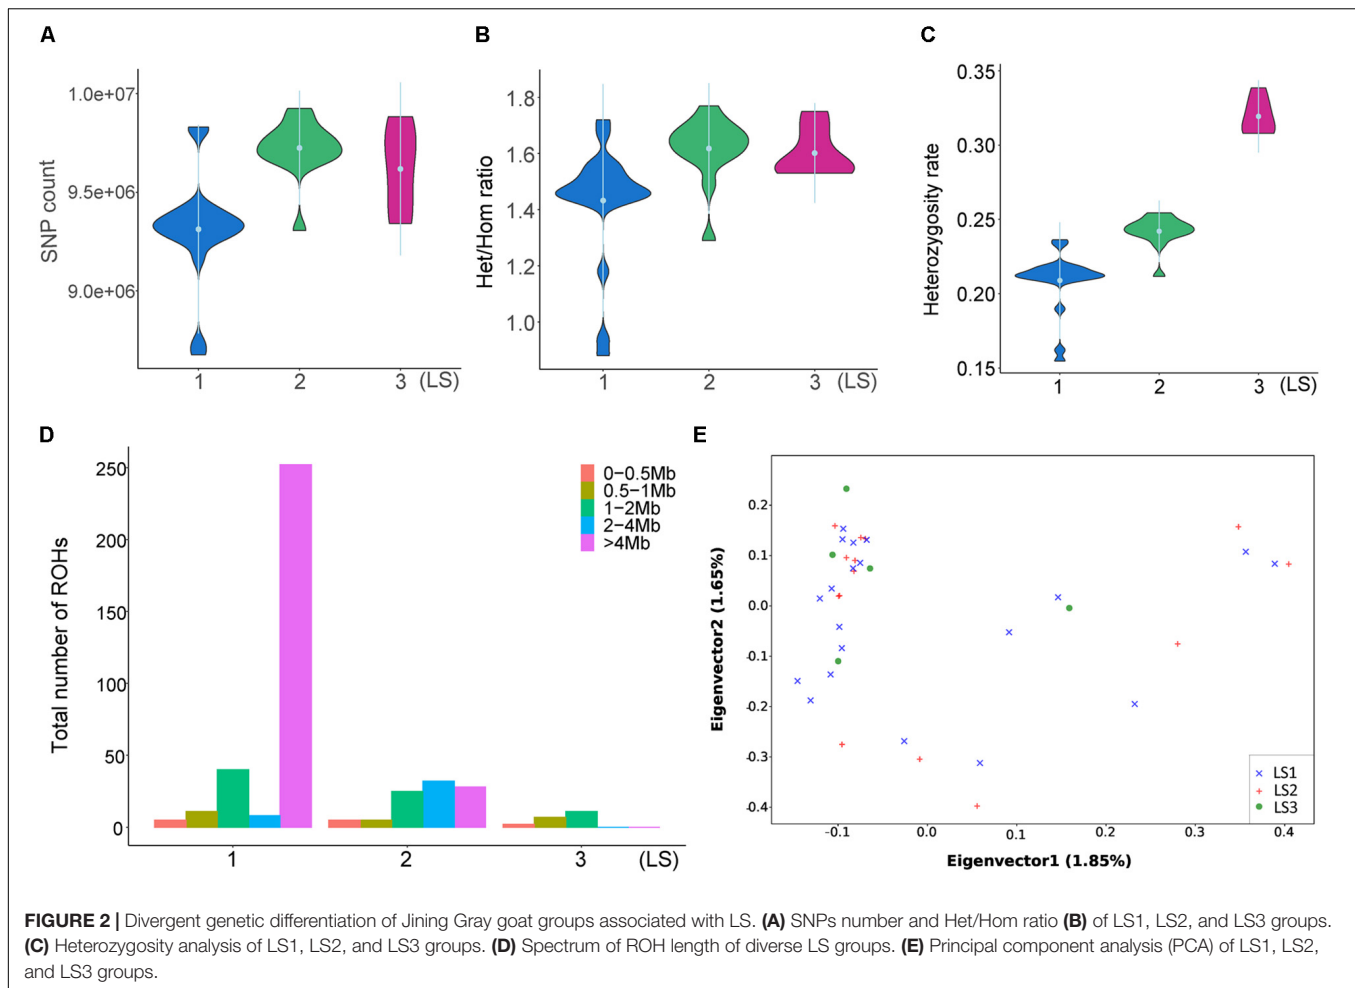 A
B
C
SNP count
1.0e+07
9.5e+06
9.0e+06
1 2 3 (LS)
Het/Hom ratio
1.8
1.6
1.4
1.2
1.0
1 2 3 (LS)
Heterozygosity rate
0.35
0.30
0.25
0.20
0.15
1 2 3 (LS)
D
E
Total number of ROHs
250
200
150
100
50
0
1 2 3 (LS)
0−0.5Mb
0.5−1Mb
1−2Mb
2−4Mb
>4Mb
Eigenvector2 (1.65%)
0.2
0.1
0.0
-0.1
-0.2
-0.3
-0.4
-0.1 0.0 0.1 0.2 0.3 0.4
Eigenvector1 (1.85%)
LS1
LS2
LS3
FIGURE 2 | Divergent genetic differentiation of Jining Gray goat groups associated with LS. (A) SNPs number and Het/Hom ratio (B) of LS1, LS2, and LS3 groups.
(C) Heterozygosity analysis of LS1, LS2, and LS3 groups. (D) Spectrum of ROH length of diverse LS groups. (E) Principal component analysis (PCA) of LS1, LS2,
and LS3 groups.